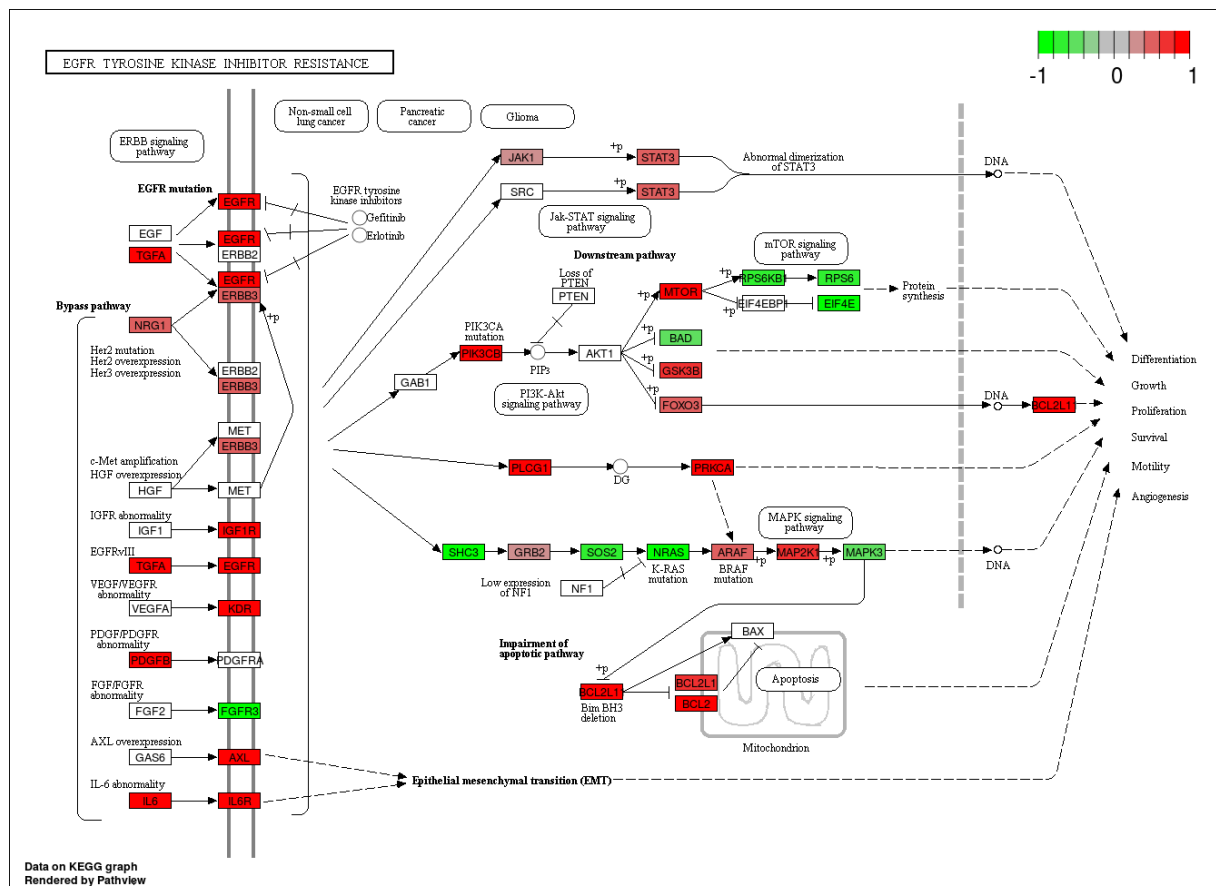 EGFR TYROSINE KINASE INHIBITOR RESISTANCE
-1 0 1
Non-small cell
lung cancer
Pancreatic
cancer
Glioma
ERBB signaling
pathway
EGFR mutation
EGFR
EGF
TGFA
EGFR
ERBB2
EGFR
ERBB3
+p
EGFR tyrosine
kinase inhibitors
Gefitinib
Erlotinib
Bypass pathway
NRG1
Her2 mutation
Her2 overexpression
Her3 overexpression
ERBB2
ERBB3
MET
ERBB3
c-Met amplification
HGF overexpression
HGF
MET
IGFR abnormality
IGF1
IGF1R
EGFRvIII
TGFA
EGFR
VEGF/VEGFR
abnormality
VEGFA
KDR
PDGF/PDGFR
abnormality
PDGFB
PDGFRA
FGF/FGFR
abnormality
FGF2
FGFR3
AXL overexpression
GAS6
AXL
IL-6 abnormality
IL6
IL6R
JAK1
+p
STAT3
SRC
+p
STAT3
Abnormal dimerization
of STAT3
DNA
Jak-STAT signaling
pathway
Downstream pathway
mTOR signaling
pathway
Loss of
PTEN
PTEN
+p
MTOR
+p
RPS6KB1
RPS6
+p
EIF4EBP1
EIF4E
Protein
synthesis
PIK3CA
mutation
PIK3CB
PIP3
AKT1
GAB1
PI3K-Akt
signaling pathway
+p
BAD
+p
GSK3B
+p
FOXO3
DNA
BCL2L1
Differentiation
Growth
Proliferation
Survival
Motility
Angiogenesis
PLCG1
DG
PRKCA
MAPK signaling
pathway
SHC3
GRB2
SOS2
NRAS
ARAF
+p
MAP2K1
+p
MAPK3
DNA
K-RAS
mutation
BRAF
mutation
Low expression
of NF1
NF1
Impairment of
apoptotic pathway
+p
BAX
BCL2L1
Bim BH3
deletion
BCL2L1
BCL2
Apoptosis
Mitochondrion
Epithelial mesenchymal transition (EMT)
Data on KEGG graph
Rendered by Pathview